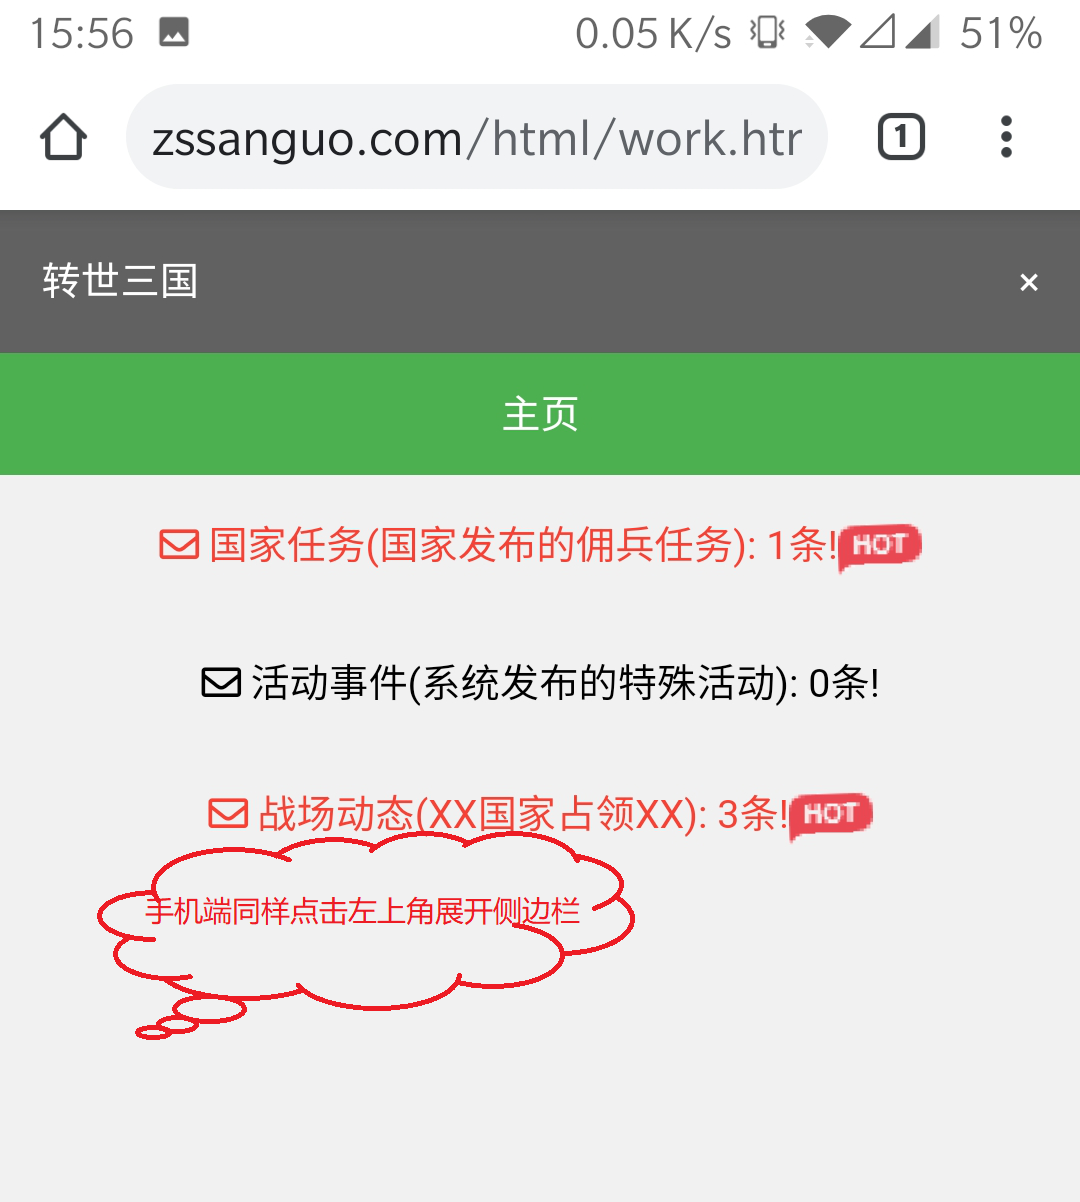 15:56 0.05 K/s 51%
zssanguo.com/html/work.htr 1
转世三国 ×
主页
国家任务(国家发布的佣兵任务): 1条! HOT
活动事件(系统发布的特殊活动): 0条!
战场动态(XX国家占领XX): 3条! HOT
手机端同样点击左上角展开侧边栏